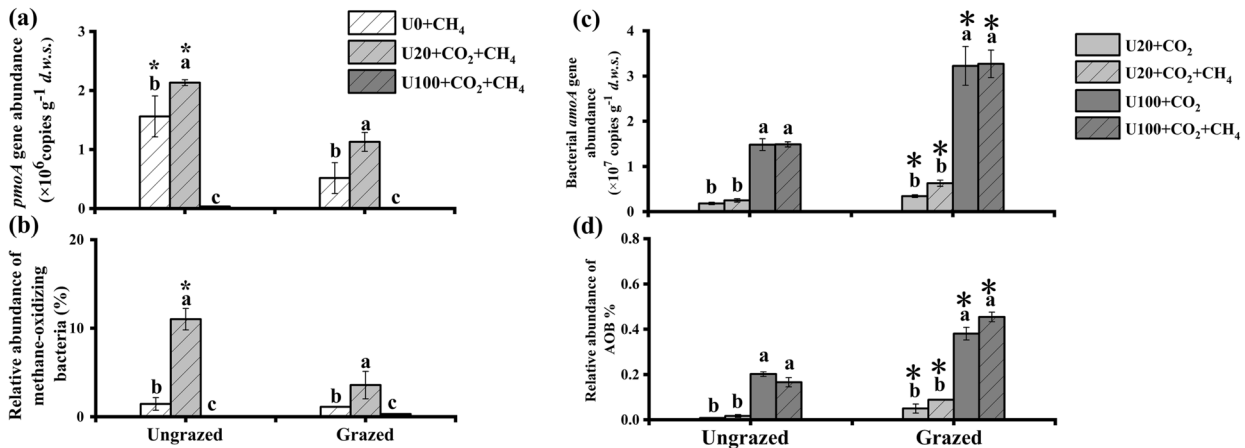 (a)
pmoA gene abundance
(×10⁶copies g⁻¹ d.w.s.)
3
2
1
0
* b
* a
c
b
a
c
U0+CH₄
U20+CO₂+CH₄
U100+CO₂+CH₄
(b)
Relative abundance of
methane-oxidizing
bacteria (%)
20
10
0
b
* a
c
b
a
c
Ungrazed
Grazed
(c)
Bacterial amoA gene
abundance
(×10⁷ copies g⁻¹ d.w.s.)
4
3
2
1
0
b
b
a
a
* b
* b
* a
* a
U20+CO₂
U20+CO₂+CH₄
U100+CO₂
U100+CO₂+CH₄
(d)
Relative abundance of
AOB %
0.8
0.6
0.4
0.2
0.0
b
b
a
a
* b
* b
* a
* a
Ungrazed
Grazed